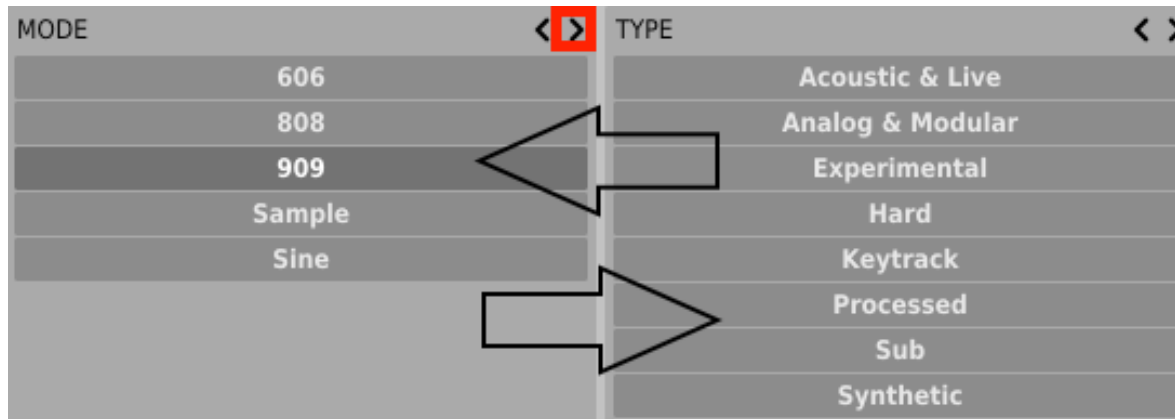 MODE
606
808
909
Sample
Sine
TYPE
Acoustic & Live
Analog & Modular
Experimental
Hard
Keytrack
Processed
Sub
Synthetic